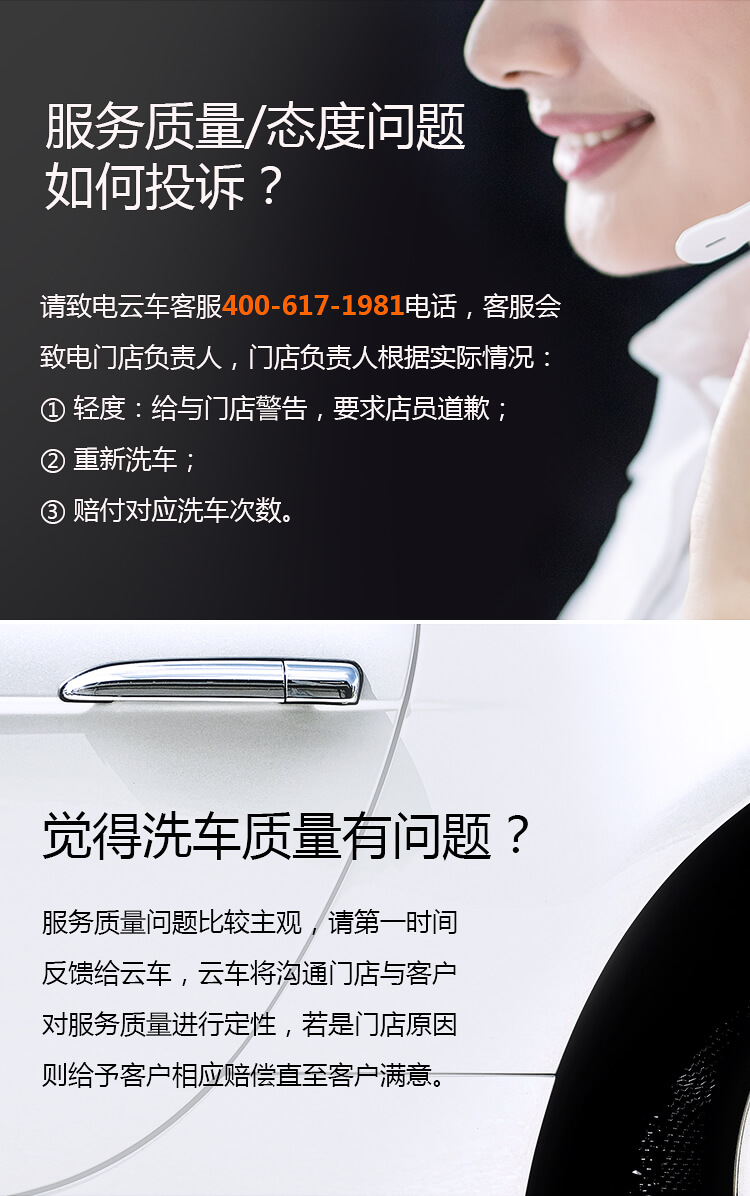 服务质量/态度问题
如何投诉？
请致电云车客服400-617-1981电话，客服会
致电门店负责人，门店负责人根据实际情况：
① 轻度：给与门店警告，要求店员道歉；
② 重新洗车；
③ 赔付对应洗车次数。
觉得洗车质量有问题？
服务质量问题比较主观，请第一时间
反馈给云车，云车将沟通门店与客户
对服务质量进行定性，若是门店原因
则给予客户相应赔偿直至客户满意。